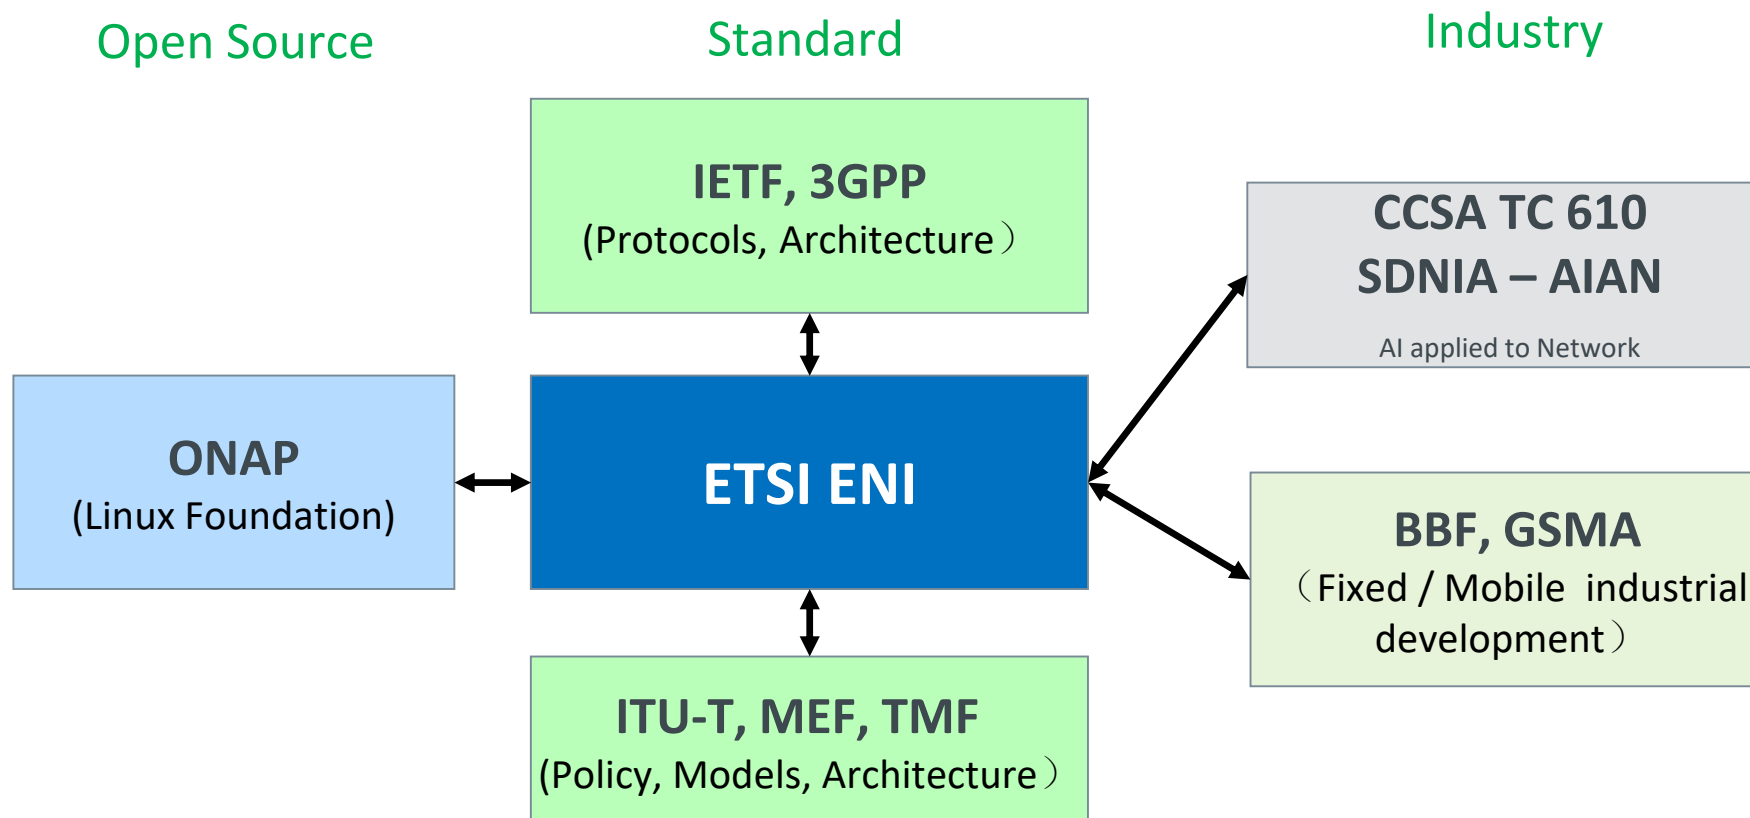 Open Source
Standard
Industry
IETF, 3GPP
(Protocols, Architecture）
CCSA TC 610
SDNIA – AIAN
AI applied to Network
ONAP
(Linux Foundation)
ETSI ENI
BBF, GSMA
（Fixed / Mobile industrial
development）
ITU-T, MEF, TMF
(Policy, Models, Architecture）